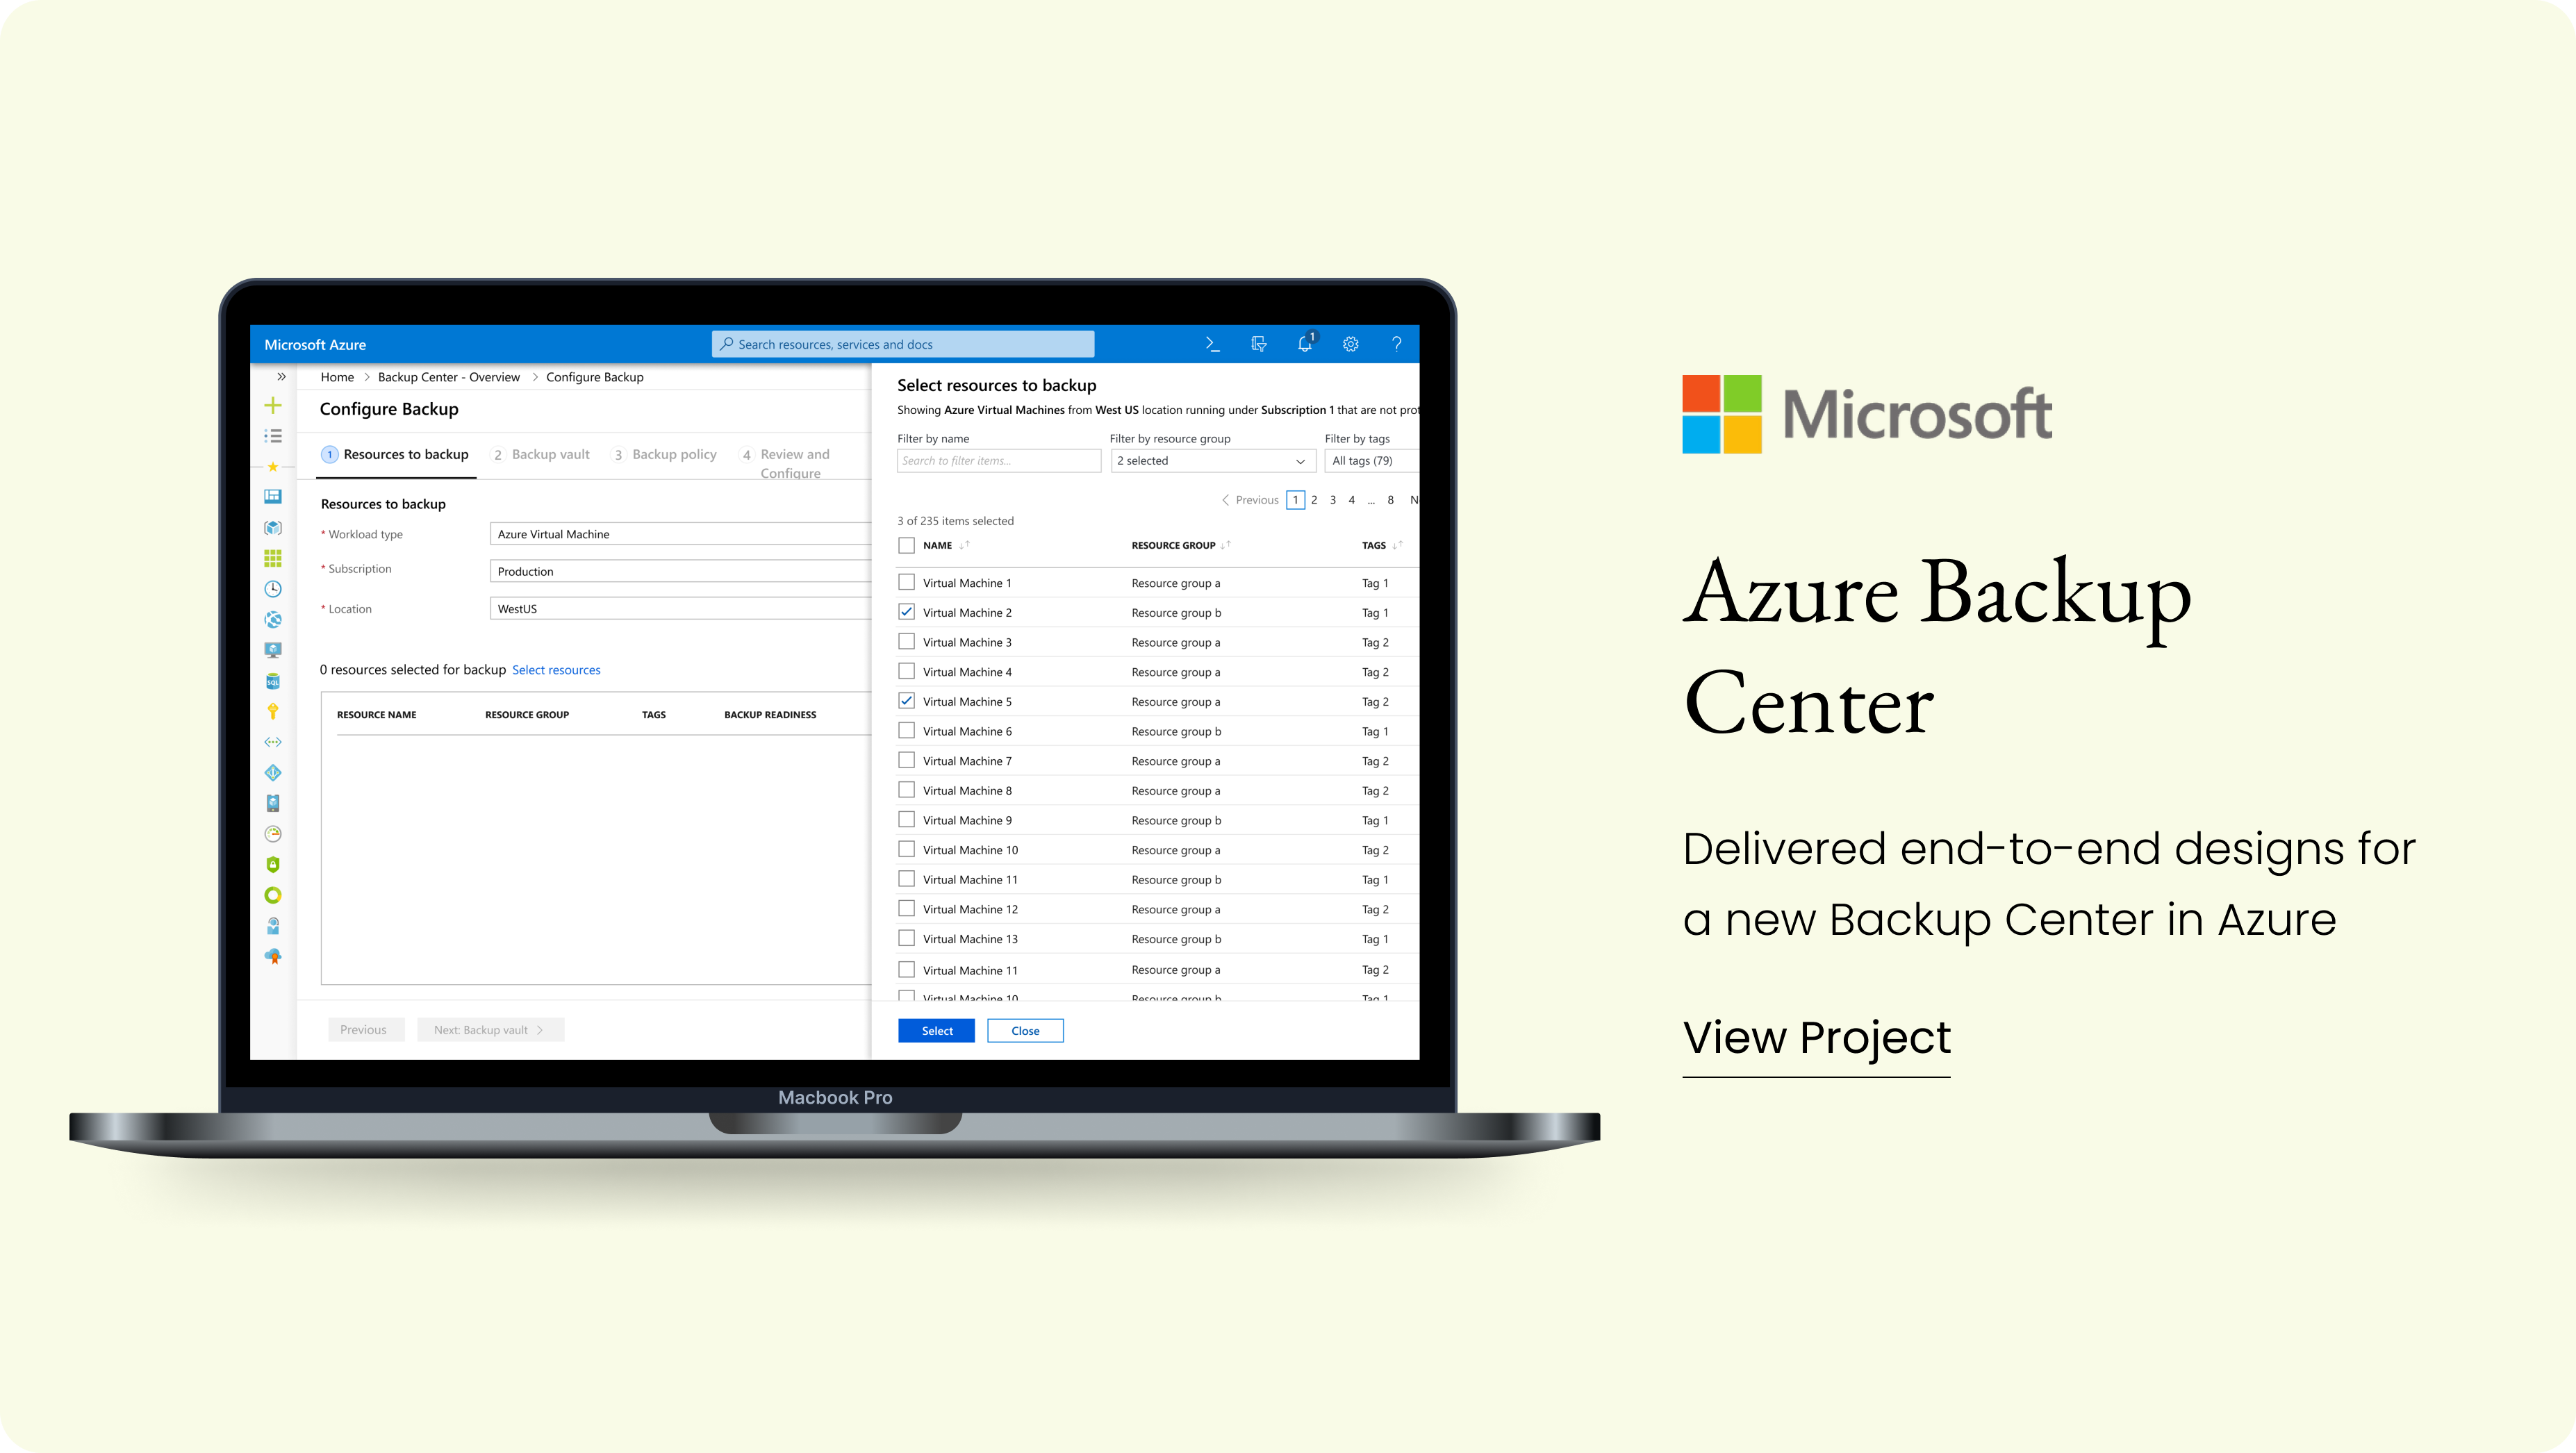 Microsoft Azure
Search resources, services and docs
1
Home > Backup Center - Overview > Configure Backup
Configure Backup
1 Resources to backup
2 Backup vault
3 Backup policy
4 Review and
Configure
Resources to backup
* Workload type
Azure Virtual Machine
* Subscription
Production
* Location
WestUS
0 resources selected for backup Select resources
RESOURCE NAME RESOURCE GROUP TAGS BACKUP READINESS
Previous
Next: Backup vault >
Select resources to backup
Showing Azure Virtual Machines from West US location running under Subscription 1 that are not prot
Filter by name
Filter by resource group
Filter by tags
Search to filter items...
2 selected
All tags (79)
< Previous 1 2 3 4 ... 8 N
3 of 235 items selected
NAME RESOURCE GROUP TAGS
Virtual Machine 1 Resource group a Tag 1
Virtual Machine 2 Resource group b Tag 1
Virtual Machine 3 Resource group a Tag 2
Virtual Machine 4 Resource group a Tag 2
Virtual Machine 5 Resource group a Tag 2
Virtual Machine 6 Resource group b Tag 1
Virtual Machine 7 Resource group a Tag 2
Virtual Machine 8 Resource group a Tag 2
Virtual Machine 9 Resource group b Tag 1
Virtual Machine 10 Resource group a Tag 2
Virtual Machine 11 Resource group b Tag 1
Virtual Machine 12 Resource group a Tag 2
Virtual Machine 13 Resource group b Tag 1
Virtual Machine 11 Resource group a Tag 2
Virtual Machine 10 Resource group b Tag 1
Select
Close
Macbook Pro
Microsoft
Azure Backup
Center
Delivered end-to-end designs for
a new Backup Center in Azure
View Project